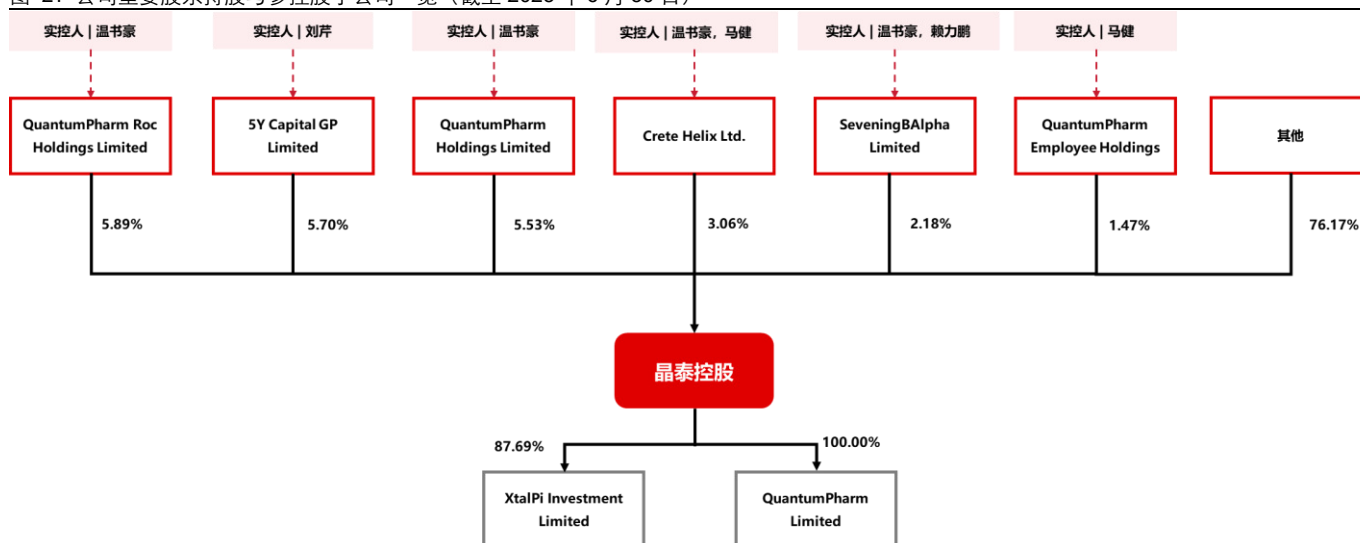 实控人 | 温书豪
实控人 | 刘芹
实控人 | 温书豪
实控人 | 温书豪，马健
实控人 | 温书豪，赖力鹏
实控人 | 马健
QuantumPharm Roc
Holdings Limited
5Y Capital GP
Limited
QuantumPharm
Holdings Limited
Crete Helix Ltd.
SeveningBAlpha
Limited
QuantumPharm
Employee Holdings
其他
5.89%
5.70%
5.53%
3.06%
2.18%
1.47%
76.17%
晶泰控股
87.69%
100.00%
XtalPi Investment
Limited
QuantumPharm
Limited